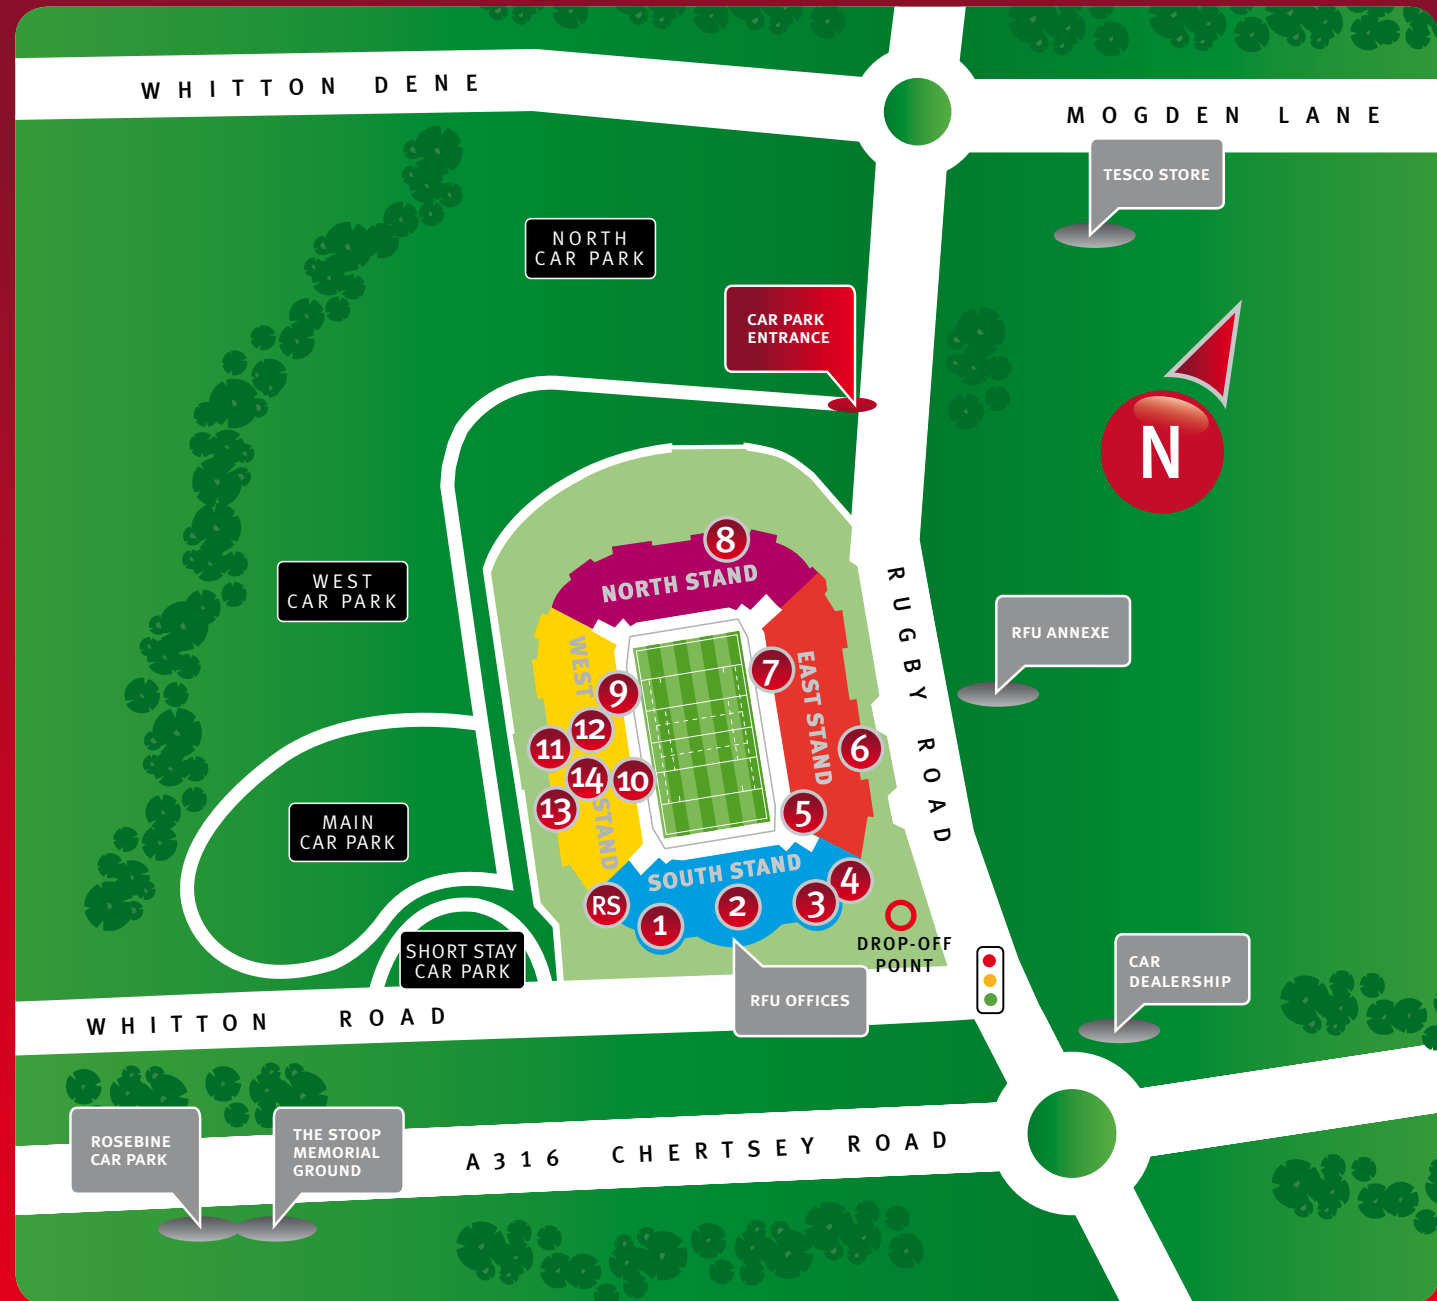 WHITTON DENE
MOGDEN LANE
TESCO STORE
NORTH
CAR PARK
CAR PARK
ENTRANCE
N
8
NORTH STAND
WEST
CAR PARK
RUGBY ROAD
RFU ANNEXE
WEST STAND
EAST STAND
7
9
12
11
6
14
10
13
5
MAIN
CAR PARK
SOUTH STAND
4
RS
1
2
3
DROP-OFF
POINT
SHORT STAY
CAR PARK
CAR
DEALERSHIP
RFU OFFICES
WHITTON ROAD
ROSEBINE
CAR PARK
THE STOOP
MEMORIAL
GROUND
A316 CHERTSEY ROAD